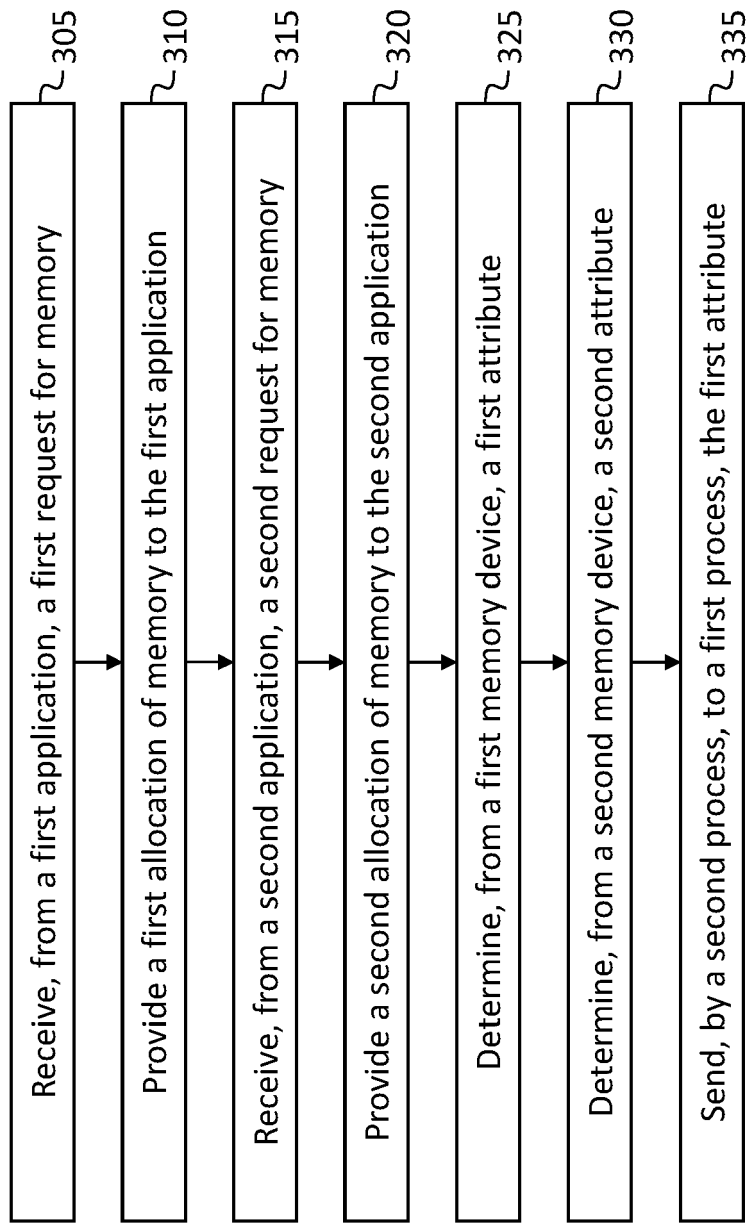 Receive, from a first application, a first request for memory
305
Provide a first allocation of memory to the first application
310
Receive, from a second application, a second request for memory
315
Provide a second allocation of memory to the second application
320
Determine, from a first memory device, a first attribute
325
Determine, from a second memory device, a second attribute
330
Send, by a second process, to a first process, the first attribute
335